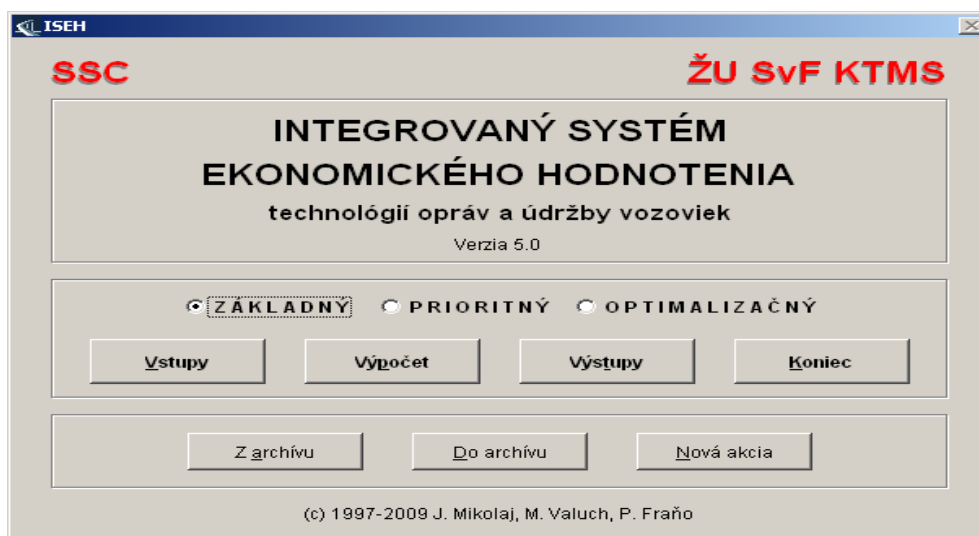 ISEH
SSC ŽU SvF KTMS
INTEGROVANÝ SYSTÉM
EKONOMICKÉHO HODNOTENIA
technológií opráv a údržby vozoviek
Verzia 5.0
ZÁKLADNÝ PRIORITNÝ OPTIMALIZAČNÝ
Vstupy Výpočet Výstupy Koniec
Z archívu Do archívu Nová akcia
(c) 1997-2009 J. Mikolaj, M. Valuch, P. Fraňo